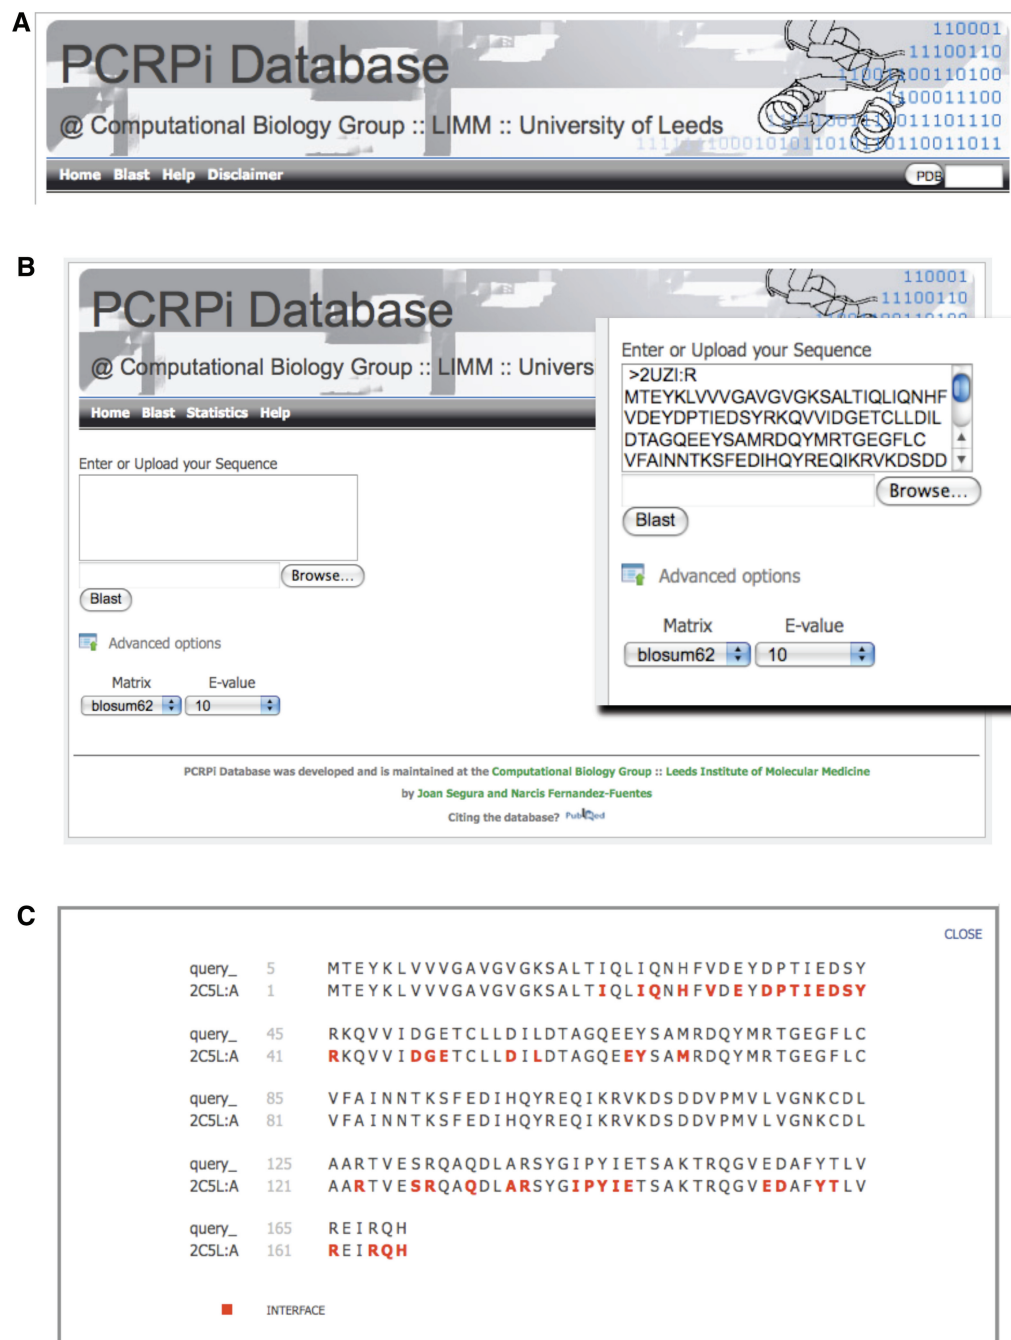 A
PCRPi Database
@ Computational Biology Group :: LIMM :: University of Leeds
110001
11100110
1100011100
Home Blast Help Disclaimer
PDB
B
PCRPi Database
@ Computational Biology Group :: LIMM :: Univers
110001
11100110
Home Blast Statistics Help
Enter or Upload your Sequence
Browse...
Blast
Advanced options
Matrix E-value
blosum62 10
Enter or Upload your Sequence
>2UZI:R
MTEYKLVVVGAVGVGKSALTIQLIQNHF
VDEYDPTIEDSYRKQVVIDGETCLLDIL
DTAGQEEYSAMRDQYMRTGEGFLC
VFAINNTKSFEDIHQYREQIKRVKDSDD
Browse...
Blast
Advanced options
Matrix E-value
blosum62 10
PCRPi Database was developed and is maintained at the Computational Biology Group :: Leeds Institute of Molecular Medicine
by Joan Segura and Narcis Fernandez-Fuentes
Citing the database? PubMed
C
CLOSE
query_ 5 MTEYKLVVVGAVGVGKSALTIQLIQNHFVDEYDPTIEDSY
2C5L:A 1 MTEYKLVVVGAVGVGKSALTIQLIQNHFVDEYDPTIEDSY
query_ 45 RKQVVIDGETCLLDILDTAGQEEYSAMRDQYMRTGEGFLC
2C5L:A 41 RKQVVIDGETCLLDILDTAGQEEYSAMRDQYMRTGEGFLC
query_ 85 VFAINNTKSFEDIHQYREQIKRVKDSDDVPMVLVGNKCDL
2C5L:A 81 VFAINNTKSFEDIHQYREQIKRVKDSDDVPMVLVGNKCDL
query_ 125 AARTVESRQAQDLARSYGIPYIETSAKTRQGVEDAFYTLV
2C5L:A 121 AARTVESRQAQDLARSYGIPYIETSAKTRQGVEDAFYTLV
query_ 165 REIRQH
2C5L:A 161 REIRQH
INTERFACE